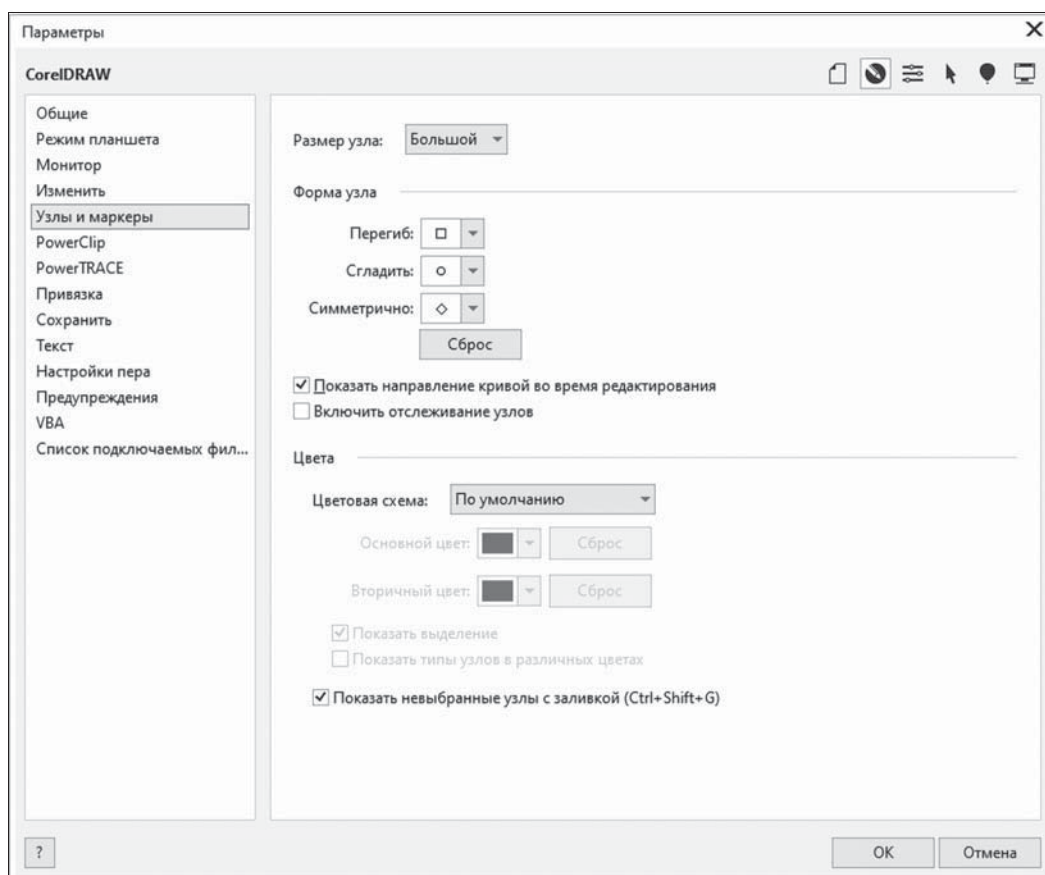 Параметры
CorelDRAW
Общие
Режим планшета
Монитор
Изменить
Узлы и маркеры
PowerClip
PowerTRACE
Привязка
Сохранить
Текст
Настройки пера
Предупреждения
VBA
Список подключаемых фил...
Размер узла: Большой
Форма узла
Перегиб:
Сгладить:
Симметрично:
Сброс
Показать направление кривой во время редактирования
Включить отслеживание узлов
Цвета
Цветовая схема: По умолчанию
Основной цвет: Сброс
Вторичный цвет: Сброс
Показать выделение
Показать типы узлов в различных цветах
Показать невыбранные узлы с заливкой (Ctrl+Shift+G)
?
OK
Отмена